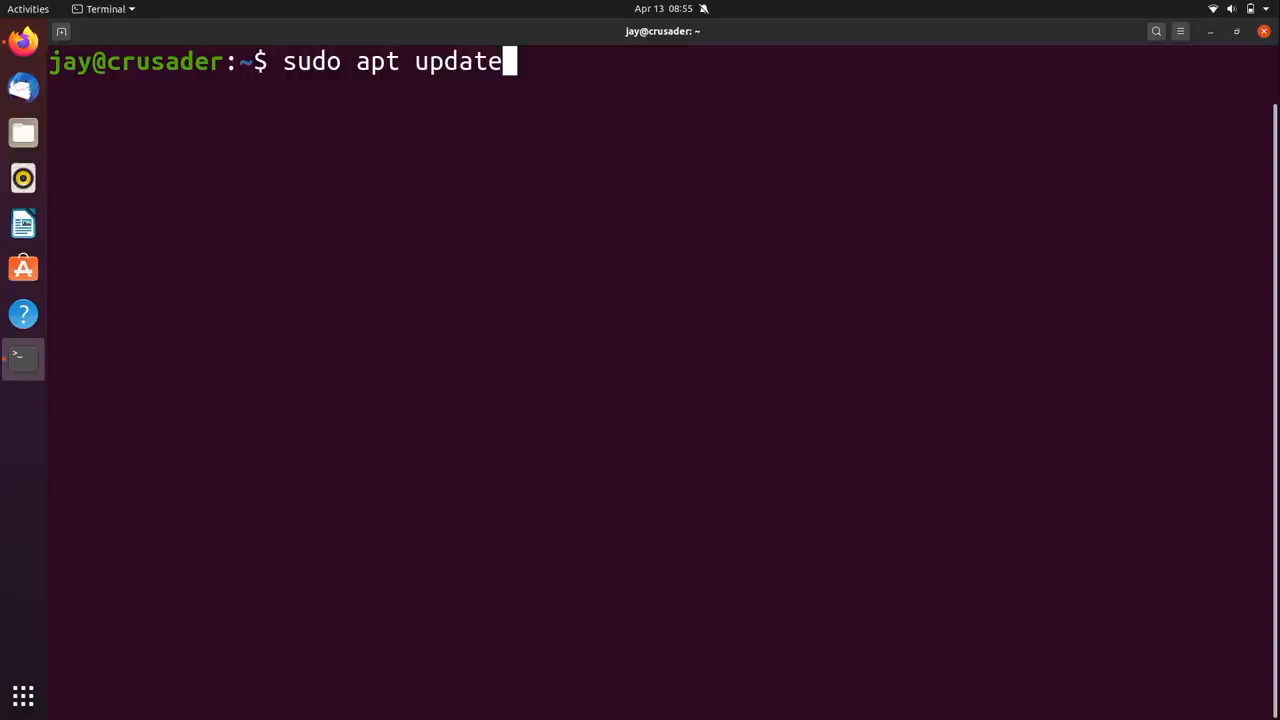 Activities Terminal Apr 13 08:55
jay@crusader: ~
jay@crusader:~$ sudo apt update